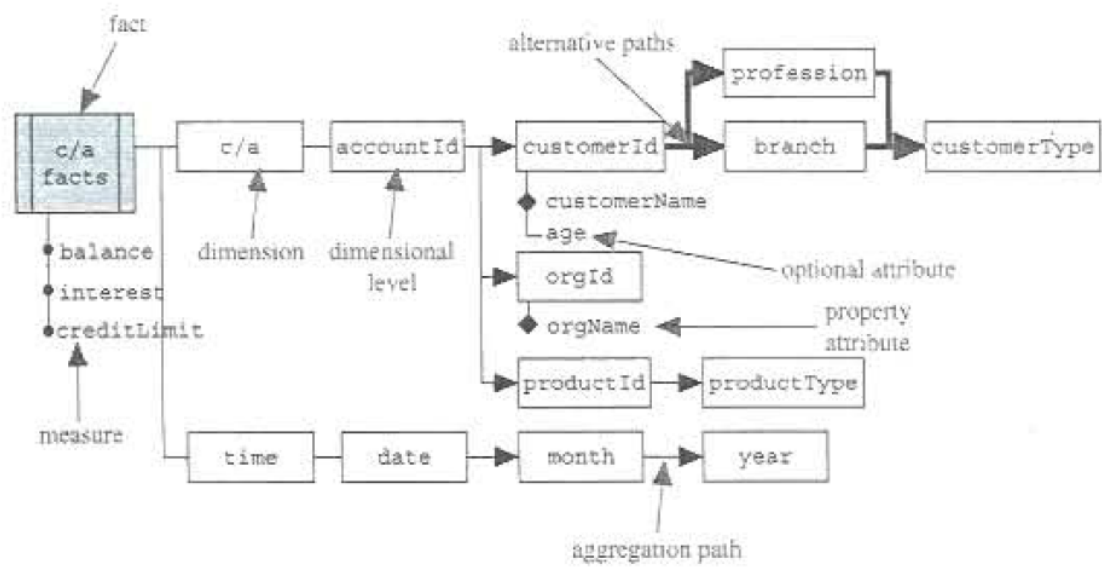 fact
alternative paths
profession
c/a
facts
c/a
accountId
customerId
branch
customerType
customerName
age
balance
dimension
dimensional
level
optional attribute
orgId
interest
orgName
property
attribute
creditLimit
productId
productType
measure
time
date
month
year
aggregation path